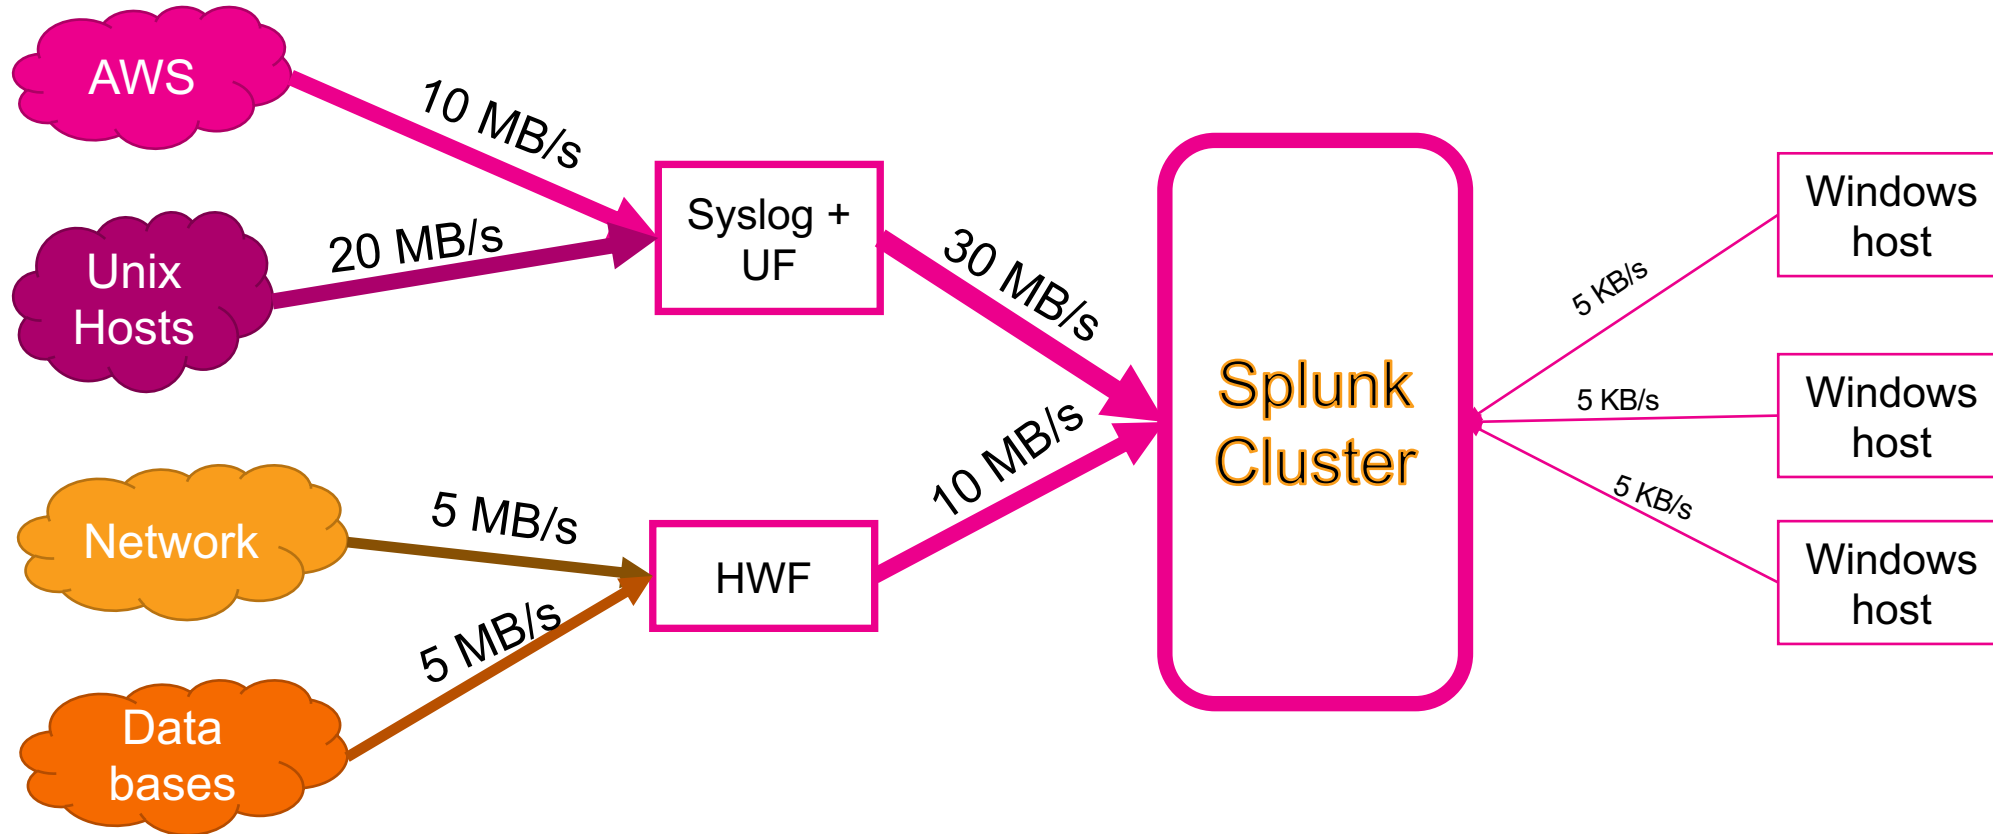 AWS
10 MB/s
Unix
Hosts
20 MB/s
Syslog +
UF
30 MB/s
Network
5 MB/s
Data
bases
5 MB/s
HWF
10 MB/s
Splunk
Cluster
5 KB/s
Windows
host
5 KB/s
Windows
host
5 KB/s
Windows
host